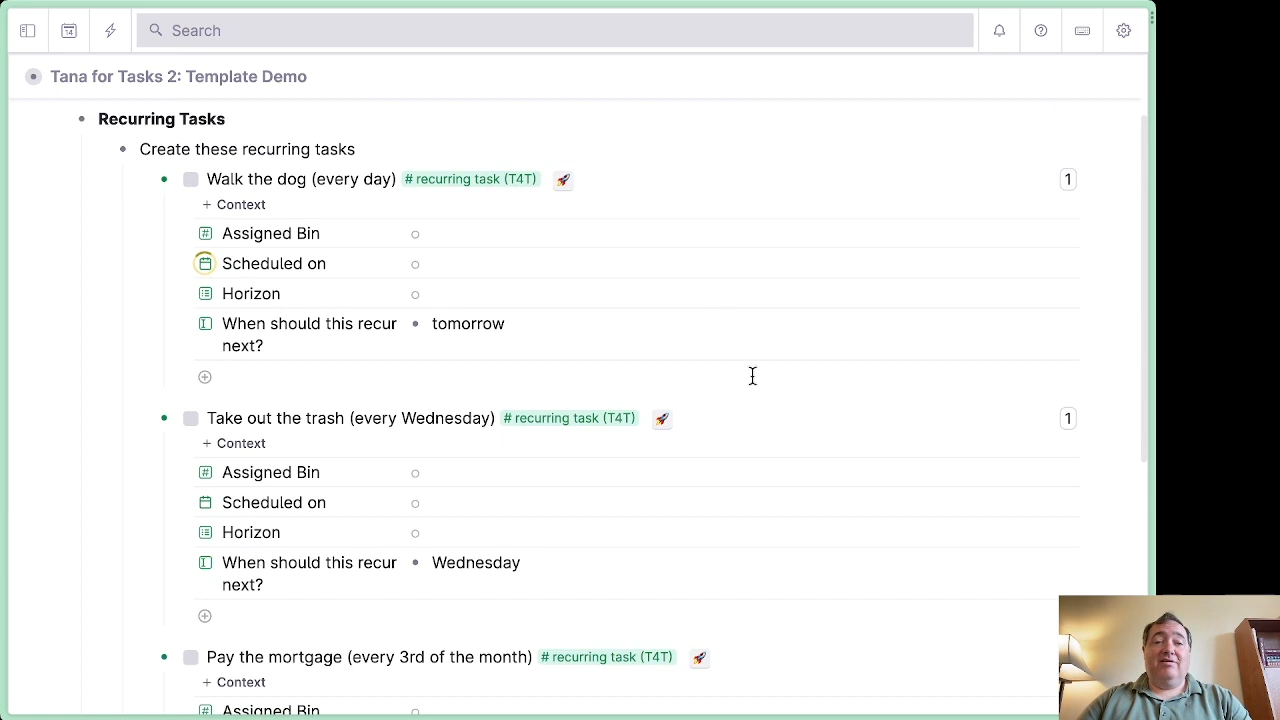 14
Search
Tana for Tasks 2: Template Demo
Recurring Tasks
Create these recurring tasks
Walk the dog (every day) # recurring task (T4T) 1
+ Context
Assigned Bin
Scheduled on
Horizon
When should this recur next? tomorrow
Take out the trash (every Wednesday) # recurring task (T4T) 1
+ Context
Assigned Bin
Scheduled on
Horizon
When should this recur next? Wednesday
Pay the mortgage (every 3rd of the month) # recurring task (T4T)
+ Context
Assigned Bin